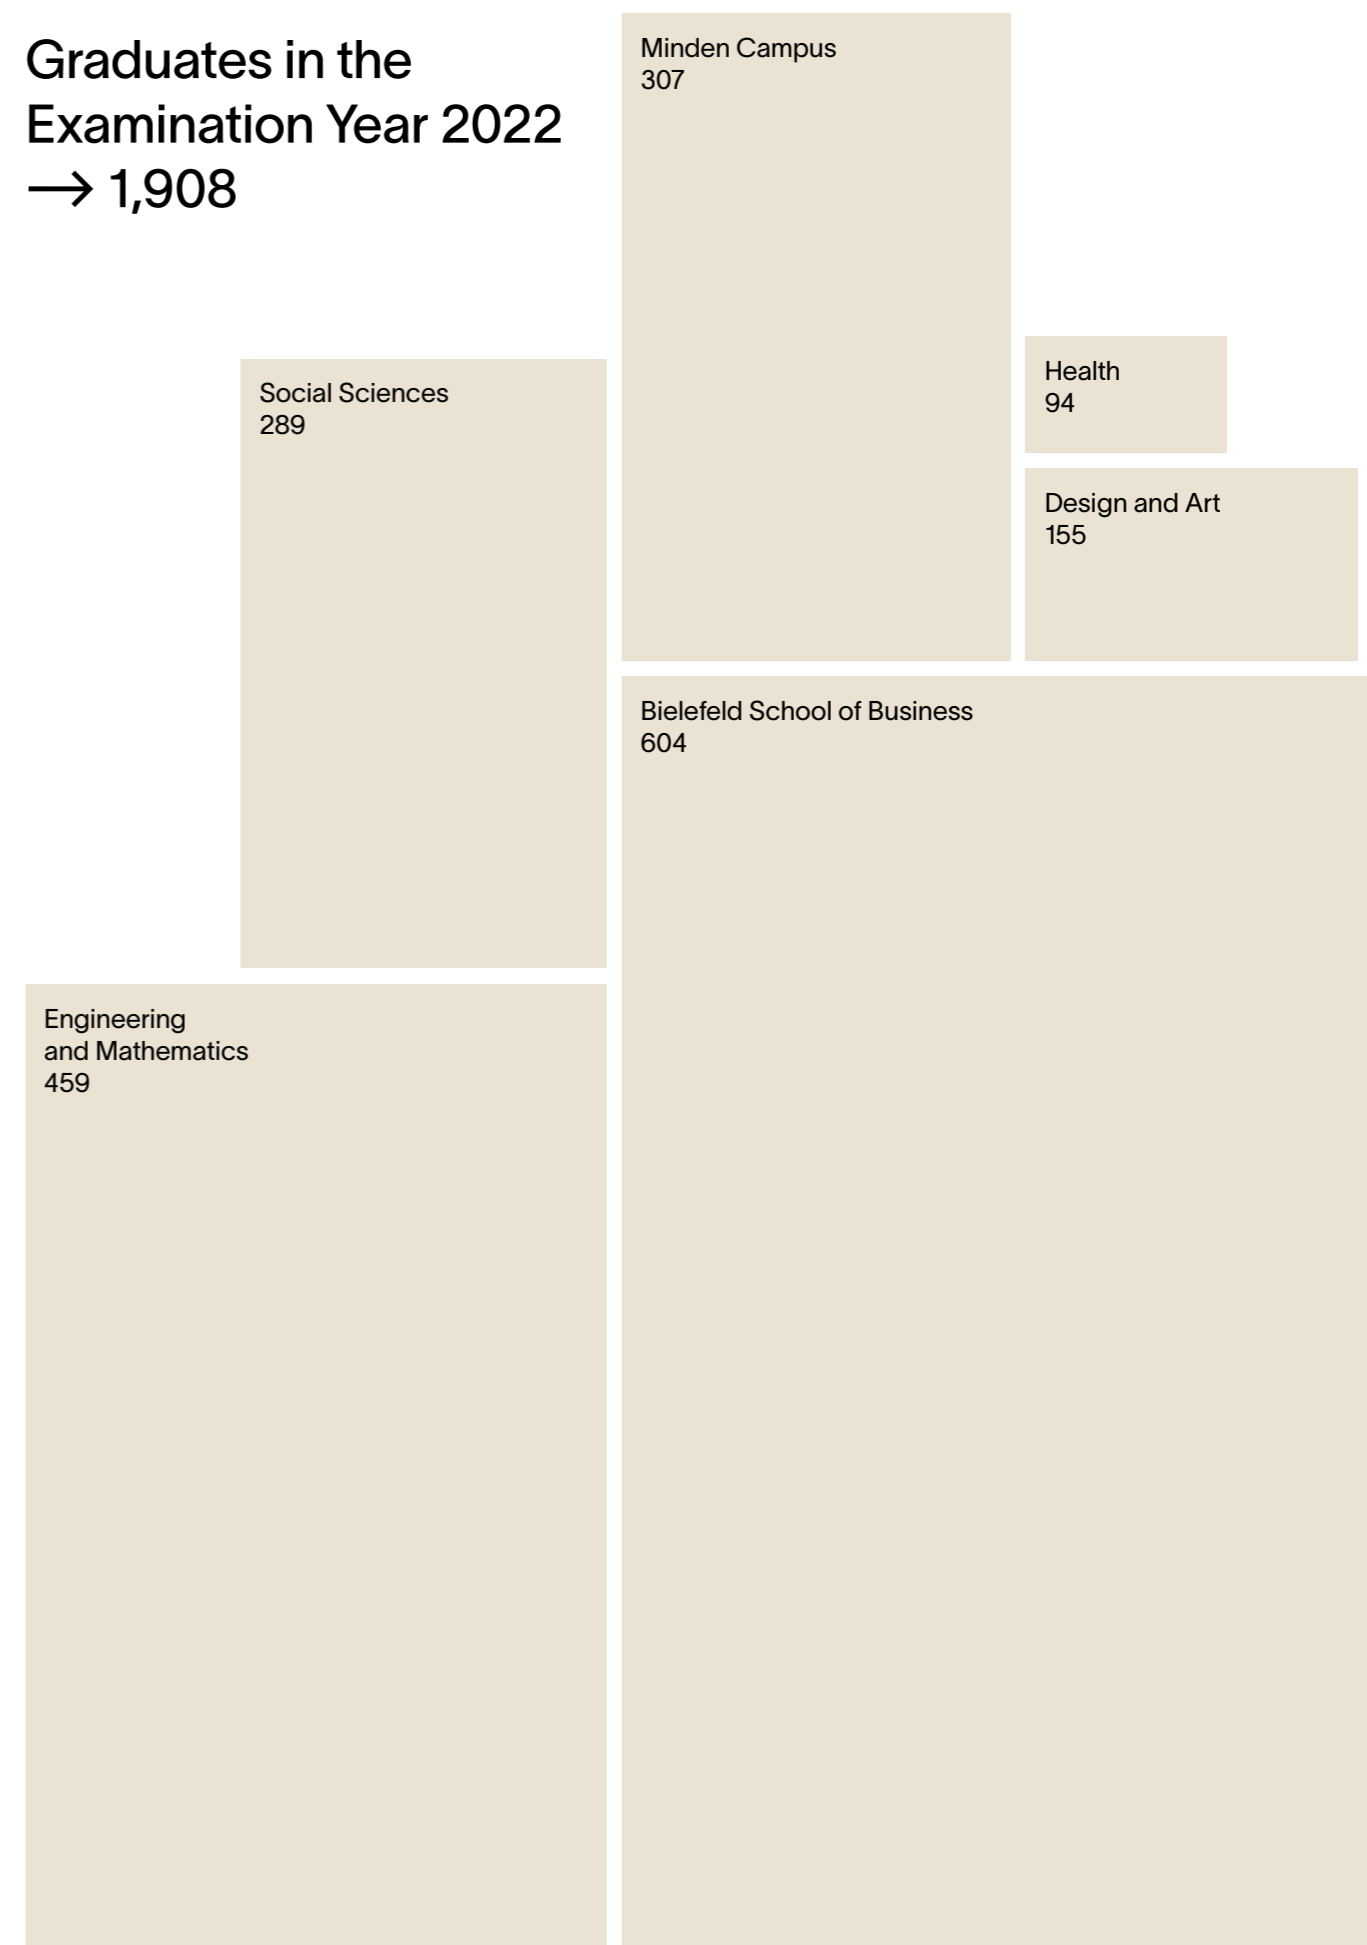 Graduates in the
Examination Year 2022
→ 1,908
Minden Campus
307
Health
94
Social Sciences
289
Design and Art
155
Bielefeld School of Business
604
Engineering
and Mathematics
459